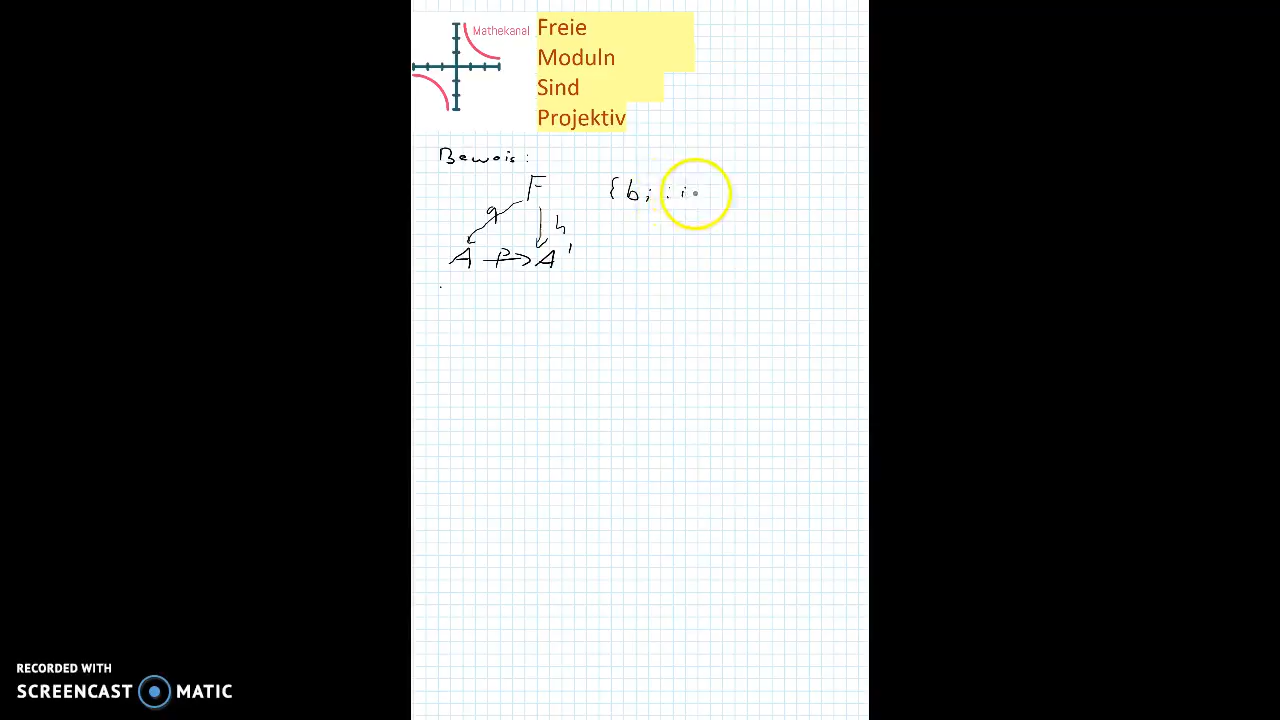 Mathekanal
Freie
Moduln
Sind
Projektiv
Beweis:
F
{ b_i : i
g
h
A p A'
RECORDED WITH
SCREENCAST MATIC